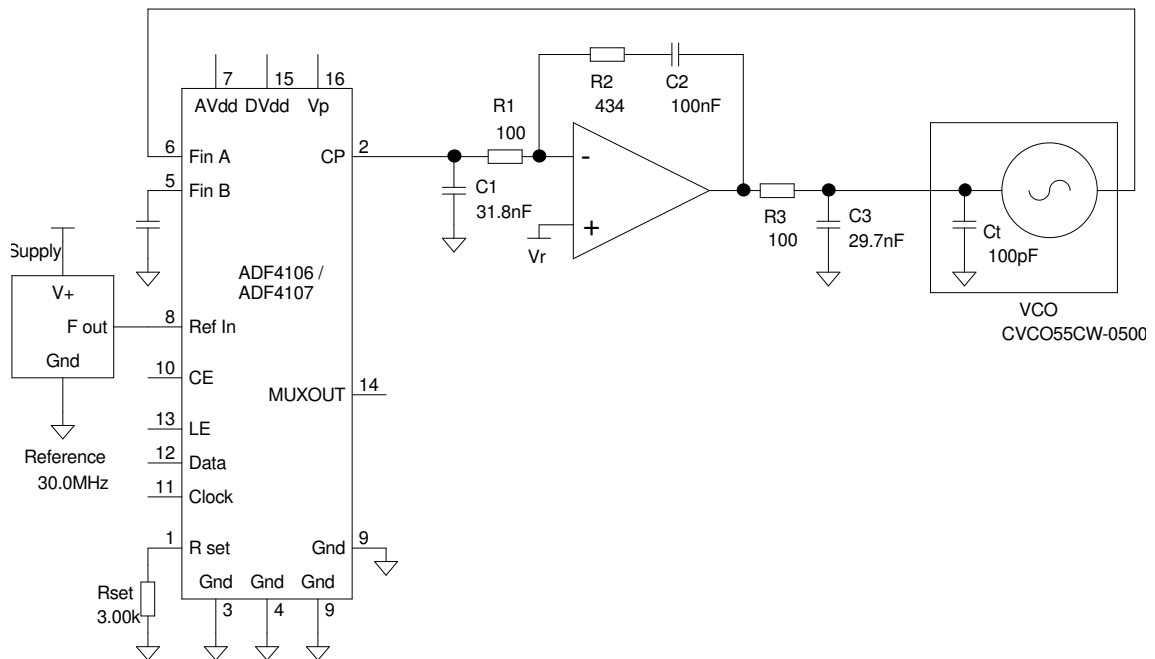 7
15
16
AVdd
DVdd
Vp
6
Fin A
5
Fin B
CP
2
R1
100
C1
31.8nF
R2
434
C2
100nF
-
+
Vr
R3
100
C3
29.7nF
Ct
100pF
VCO
CVCO55CW-0500
ADF4106 /
ADF4107
Supply
V+
F out
Gnd
8
Ref In
10
CE
MUXOUT
14
13
LE
Reference
30.0MHz
12
Data
11
Clock
1
R set
Gnd
9
Rset
3.00k
Gnd
Gnd
Gnd
3
4
9